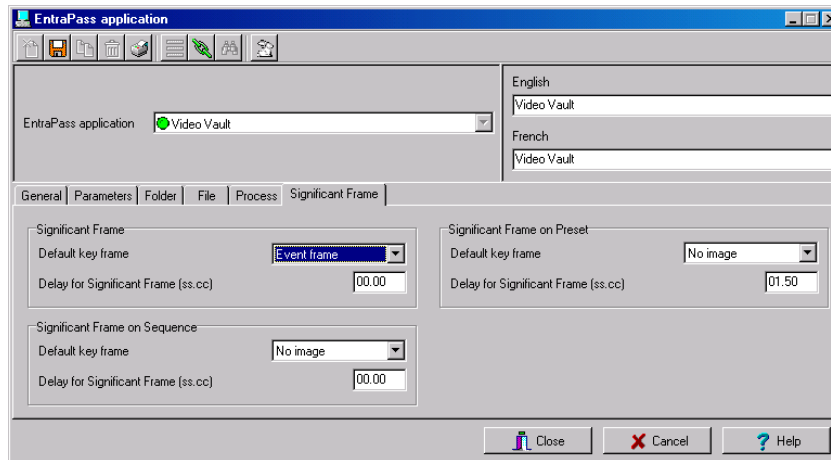 EntraPass application
English
Video Vault
EntraPass application Video Vault
French
Video Vault
General Parameters Folder File Process Significant Frame
Significant Frame
Default key frame Event frame
Delay for Significant Frame (ss.cc) 00.00
Significant Frame on Preset
Default key frame No image
Delay for Significant Frame (ss.cc) 01.50
Significant Frame on Sequence
Default key frame No image
Delay for Significant Frame (ss.cc) 00.00
Close Cancel ? Help